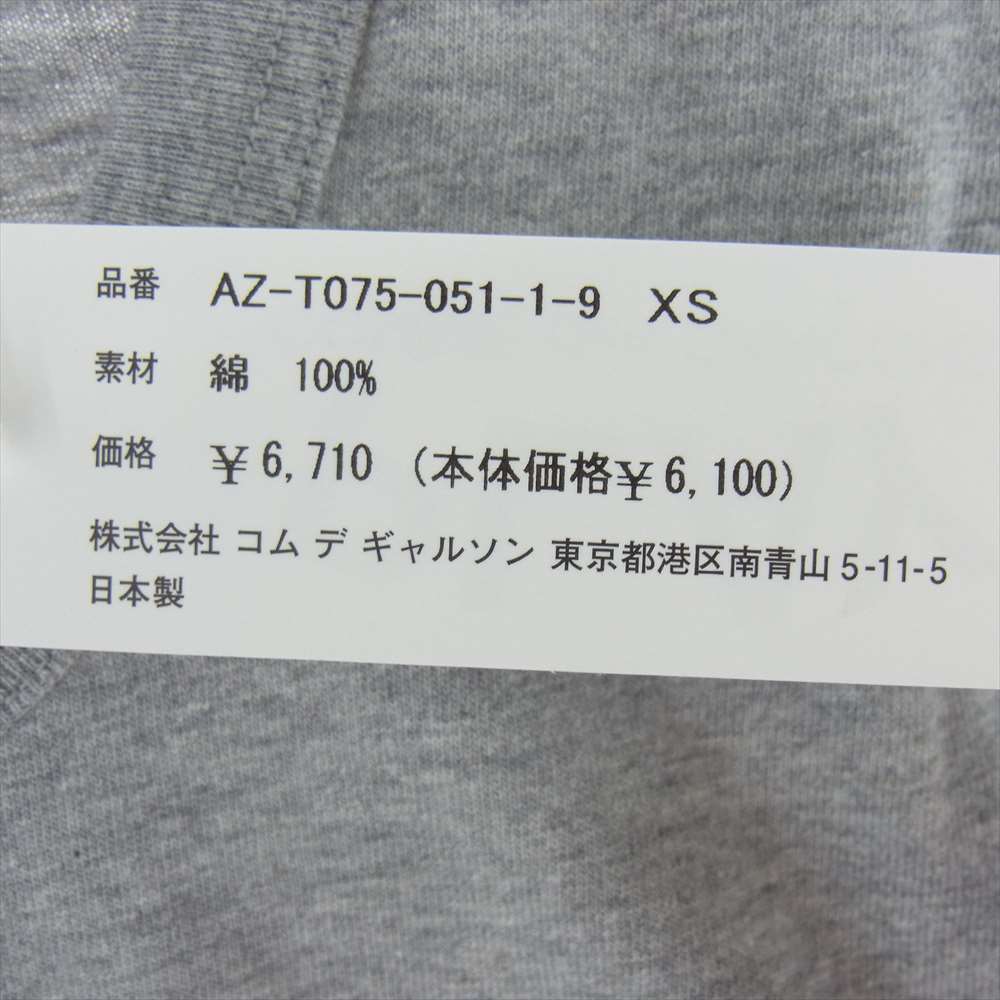 品番 AZ-T075-051-1-9 XS
素材 綿 100%
価格 ¥6,710 (本体価格¥6,100)
株式会社 コム デ ギャルソン 東京都港区南青山 5-11-5
日本製